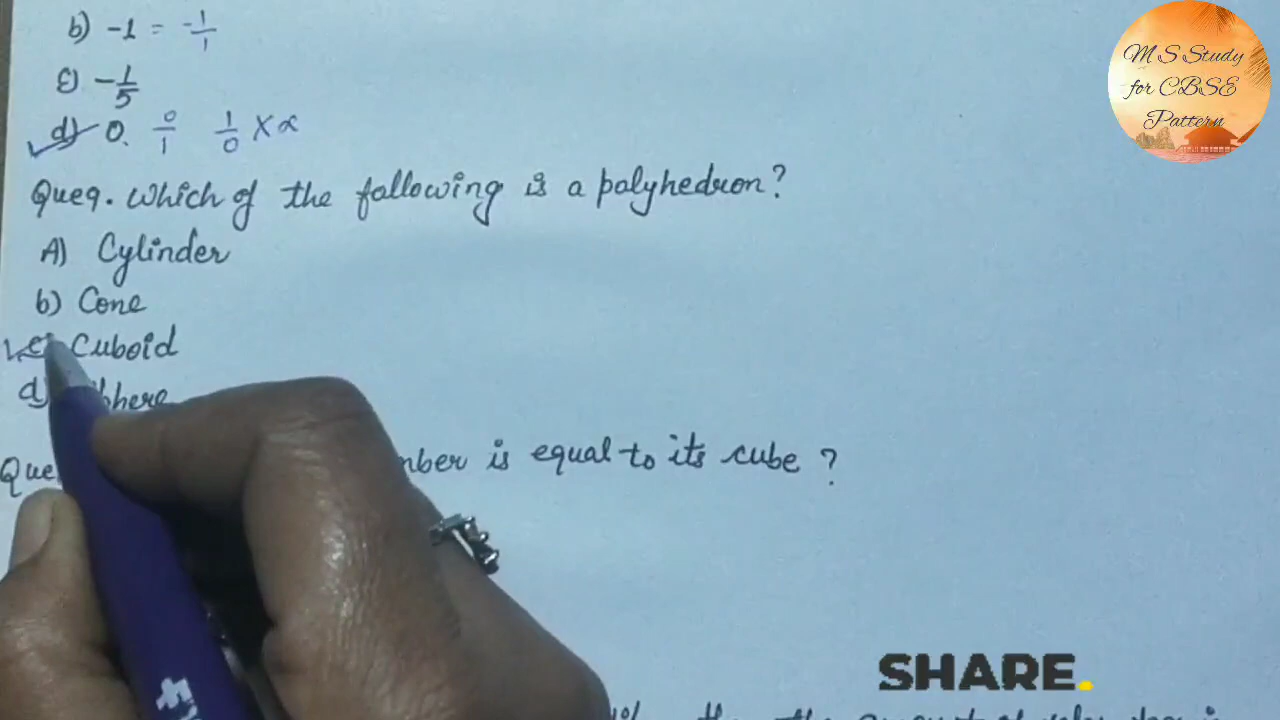 b) -1 = -1/1
c) -1/5
d) 0. 0/1 1/0 X ∝
Que9. Which of the following is a polyhedron?
A) Cylinder
b) Cone
c) Cuboid
d)
Que is equal to its cube ?
M S Study
for CBSE
Pattern
SHARE.